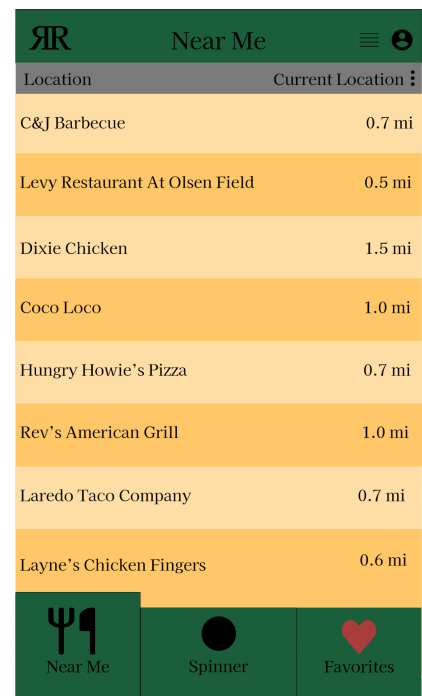 ЯR Near Me
Location Current Location
C&J Barbecue 0.7 mi
Levy Restaurant At Olsen Field 0.5 mi
Dixie Chicken 1.5 mi
Coco Loco 1.0 mi
Hungry Howie’s Pizza 0.7 mi
Rev’s American Grill 1.0 mi
Laredo Taco Company 0.7 mi
Layne’s Chicken Fingers 0.6 mi
Near Me Spinner Favorites